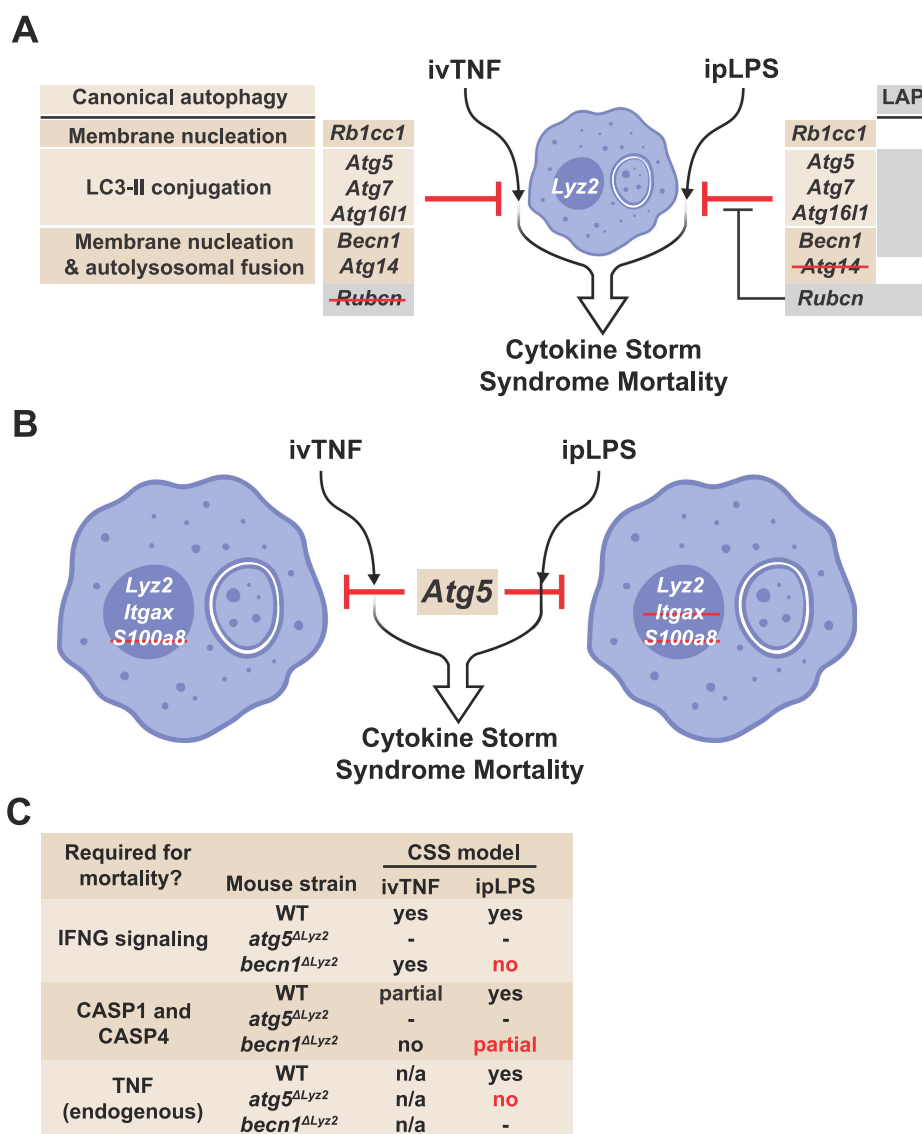 A
ivTNF
ipLPS
Canonical autophagy
LAP
Membrane nucleation
Rb1cc1
Rb1cc1
LC3-II conjugation
Atg5
Atg7
Atg16l1
Lyz2
Atg5
Atg7
Atg16l1
Membrane nucleation
& autolysosomal fusion
Becn1
Atg14
Becn1
Atg14
Rubcn
Rubcn
Cytokine Storm
Syndrome Mortality
B
ivTNF
ipLPS
Lyz2
Itgax
S100a8
Atg5
Lyz2
Itgax
S100a8
Cytokine Storm
Syndrome Mortality
C
Required for
mortality?
Mouse strain
CSS model
ivTNF ipLPS
IFNG signaling
WT yes yes
atg5ΔLyz2 - -
becn1ΔLyz2 yes no
CASP1 and
CASP4
WT partial yes
atg5ΔLyz2 - -
becn1ΔLyz2 no partial
TNF
(endogenous)
WT n/a yes
atg5ΔLyz2 n/a no
becn1ΔLyz2 n/a -